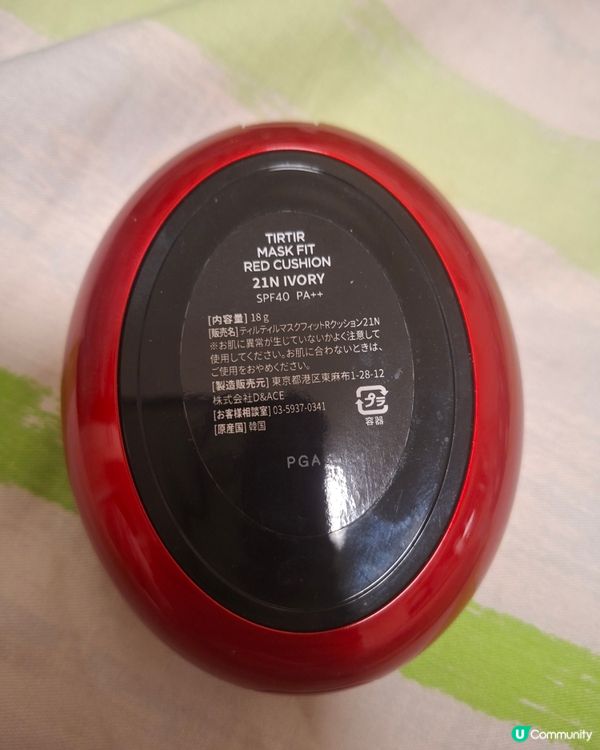 TIRTIR
MASK FIT
RED CUSHION
21N IVORY
SPF40 PA++
[内容量] 18 g
[販売名]ティルティルマスクフィットRクッション21N
※お肌に異常が生じていないかよく注意して
使用してください。お肌に合わないときは、
ご使用をおやめください。
[製造販売元] 東京都港区東麻布1-28-12
株式会社D&ACE
[お客様相談室] 03-5937-0341
[原産国] 韓国
プラ
容器
PGA
U Community